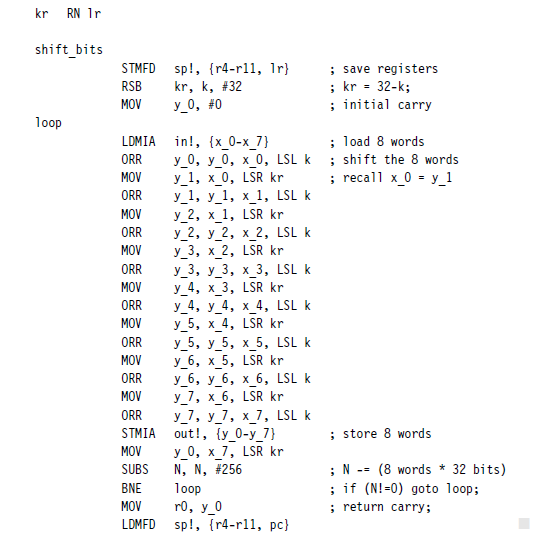 kr RN lr
shift_bits
STMFD sp!, {r4-r11, lr} ; save registers
RSB kr, k, #32 ; kr = 32-k;
MOV y_0, #0 ; initial carry
loop
LDMIA in!, {x_0-x_7} ; load 8 words
ORR y_0, y_0, x_0, LSL k ; shift the 8 words
MOV y_1, x_0, LSR kr ; recall x_0 = y_1
ORR y_1, y_1, x_1, LSL k
MOV y_2, x_1, LSR kr
ORR y_2, y_2, x_2, LSL k
MOV y_3, x_2, LSR kr
ORR y_3, y_3, x_3, LSL k
MOV y_4, x_3, LSR kr
ORR y_4, y_4, x_4, LSL k
MOV y_5, x_4, LSR kr
ORR y_5, y_5, x_5, LSL k
MOV y_6, x_5, LSR kr
ORR y_6, y_6, x_6, LSL k
MOV y_7, x_6, LSR kr
ORR y_7, y_7, x_7, LSL k
STMIA out!, {y_0-y_7} ; store 8 words
MOV y_0, x_7, LSR kr
SUBS N, N, #256 ; N -= (8 words * 32 bits)
BNE loop ; if (N!=0) goto loop;
MOV r0, y_0 ; return carry;
LDMFD sp!, {r4-r11, pc}